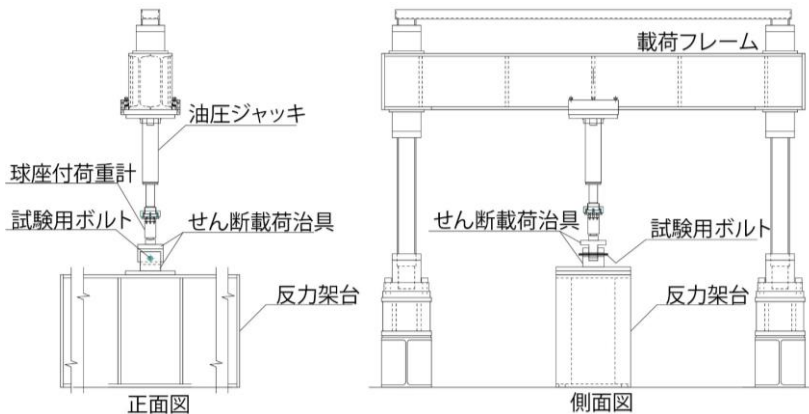 載荷フレーム
油圧ジャッキ
球座付荷重計
試験用ボルト
せん断載荷治具
反力架台
正面図
せん断載荷治具
試験用ボルト
反力架台
側面図